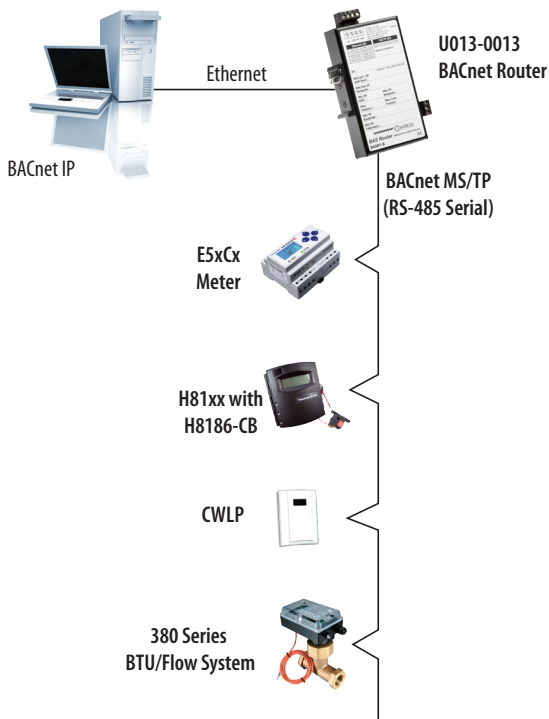 Ethernet
BACnet IP
U013-0013
BACnet Router
BACnet MS/TP
(RS-485 Serial)
E5xCx
Meter
H81xx with
H8186-CB
CWLP
380 Series
BTU/Flow System